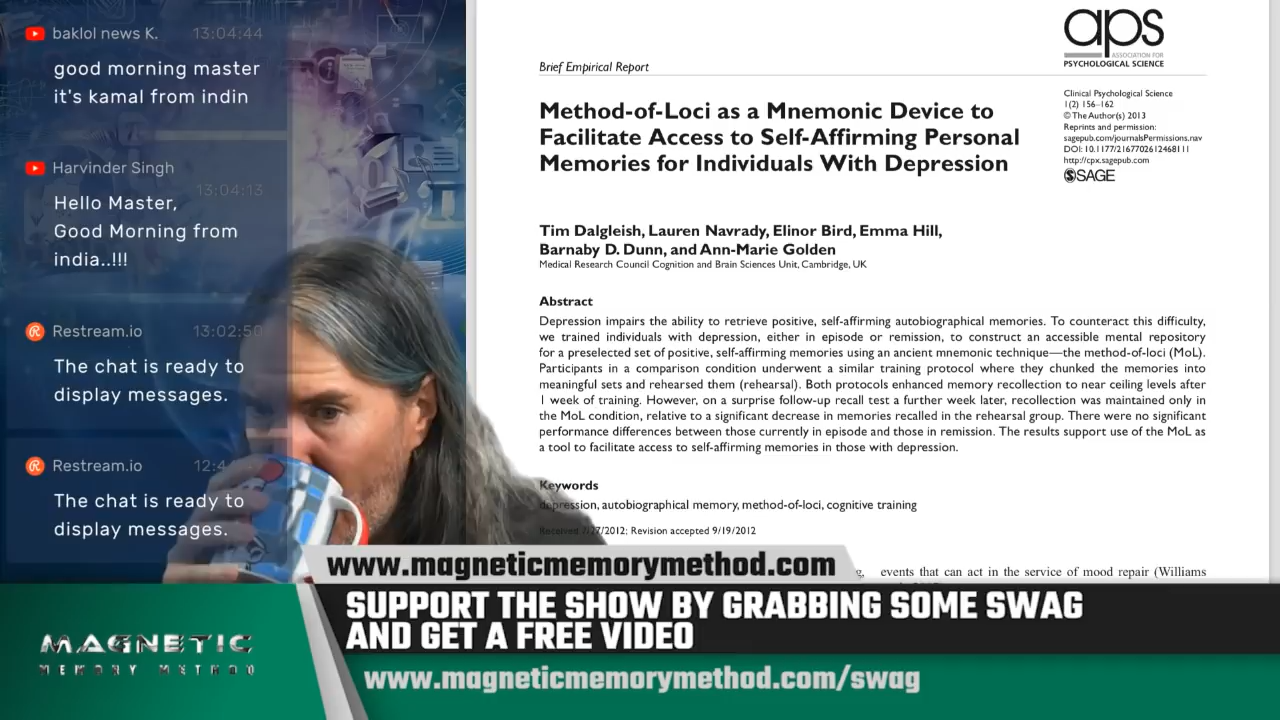 baklol news K. 13:04:44
good morning master
it's kamal from indin
Harvinder Singh
13:04:13
Hello Master,
Good Morning from
india..!!!
Restream.io 13:02:50
The chat is ready to
display messages.
Restream.io 12:4
The chat is ready to
display messages.
aps
ASSOCIATION FOR
PSYCHOLOGICAL SCIENCE
Brief Empirical Report
Method-of-Loci as a Mnemonic Device to
Facilitate Access to Self-Affirming Personal
Memories for Individuals With Depression
Clinical Psychological Science
1(2) 156–162
© The Author(s) 2013
Reprints and permission:
sagepub.com/journalsPermissions.nav
DOI: 10.1177/2167702612468111
http://cpx.sagepub.com
SAGE
Tim Dalgleish, Lauren Navrady, Elinor Bird, Emma Hill,
Barnaby D. Dunn, and Ann-Marie Golden
Medical Research Council Cognition and Brain Sciences Unit, Cambridge, UK
Abstract
Depression impairs the ability to retrieve positive, self-affirming autobiographical memories. To counteract this difficulty,
we trained individuals with depression, either in episode or remission, to construct an accessible mental repository
for a preselected set of positive, self-affirming memories using an ancient mnemonic technique—the method-of-loci (MoL).
Participants in a comparison condition underwent a similar training protocol where they chunked the memories into
meaningful sets and rehearsed them (rehearsal). Both protocols enhanced memory recollection to near ceiling levels after
1 week of training. However, on a surprise follow-up recall test a further week later, recollection was maintained only in
the MoL condition, relative to a significant decrease in memories recalled in the rehearsal group. There were no significant
performance differences between those currently in episode and those in remission. The results support use of the MoL as
a tool to facilitate access to self-affirming memories in those with depression.
Keywords
depression, autobiographical memory, method-of-loci, cognitive training
Received 7/27/2012; Revision accepted 9/19/2012
events that can act in the service of mood repair (Williams
www.magneticmemorymethod.com
SUPPORT THE SHOW BY GRABBING SOME SWAG
AND GET A FREE VIDEO
www.magneticmemorymethod.com/swag
MAGNETIC
MEMORY METHOD